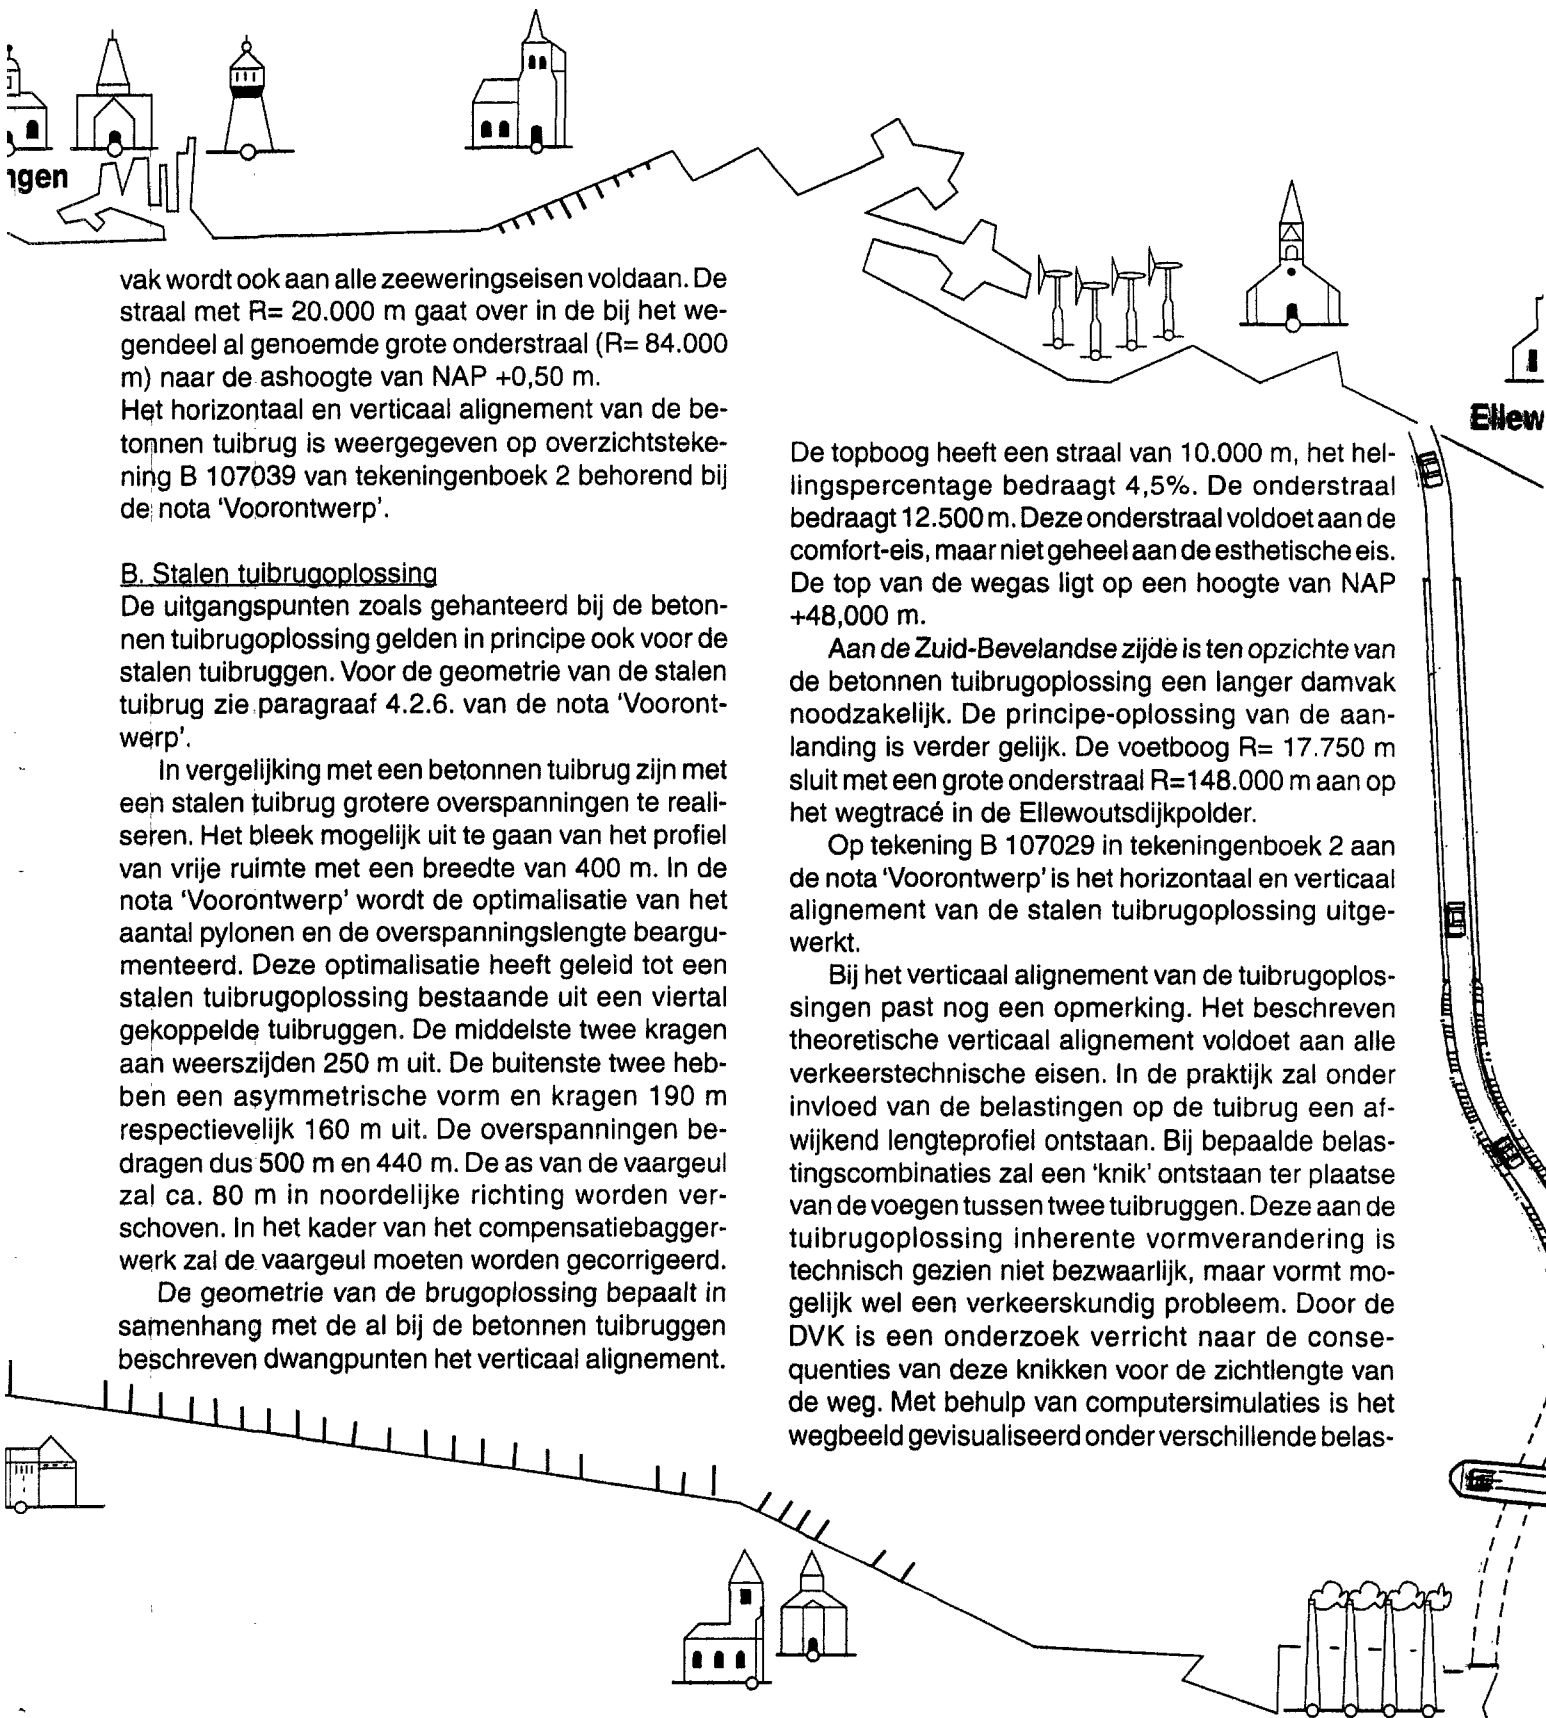 ngen
vak wordt ook aan alle zeeweringseisen voldaan. De
straal met R= 20.000 m gaat over in de bij het we-
gendeel al genoemde grote onderstraal (R= 84.000
m) naar de ashoogte van NAP +0,50 m.
Het horizontaal en verticaal alignement van de be-
tonnen tuibrug is weergegeven op overzichtsteke-
ning B 107039 van tekeningenboek 2 behorend bij
de nota ‘Voorontwerp’.
B. Stalen tuibrugoplossing
De uitgangspunten zoals gehanteerd bij de beton-
nen tuibrugoplossing gelden in principe ook voor de
stalen tuibruggen. Voor de geometrie van de stalen
tuibrug zie paragraaf 4.2.6. van de nota ‘Vooront-
werp’.
In vergelijking met een betonnen tuibrug zijn met
een stalen tuibrug grotere overspanningen te reali-
seren. Het bleek mogelijk uit te gaan van het profiel
van vrije ruimte met een breedte van 400 m. In de
nota ‘Voorontwerp’ wordt de optimalisatie van het
aantal pylonen en de overspanningslengte beargu-
menteerd. Deze optimalisatie heeft geleid tot een
stalen tuibrugoplossing bestaande uit een viertal
gekoppelde tuibruggen. De middelste twee kragen
aan weerszijden 250 m uit. De buitenste twee heb-
ben een asymmetrische vorm en kragen 190 m
respectievelijk 160 m uit. De overspanningen be-
dragen dus 500 m en 440 m. De as van de vaargeul
zal ca. 80 m in noordelijke richting worden ver-
schoven. In het kader van het compensatiebagger-
werk zal de vaargeul moeten worden gecorrigeerd.
De geometrie van de brugoplossing bepaalt in
samenhang met de al bij de betonnen tuibruggen
beschreven dwangpunten het verticaal alignement.
Ellew
De topboog heeft een straal van 10.000 m, het hel-
lingspercentage bedraagt 4,5%. De onderstraal
bedraagt 12.500 m. Deze onderstraal voldoet aan de
comfort-eis, maar niet geheel aan de esthetische eis.
De top van de wegas ligt op een hoogte van NAP
+48,000 m.
Aan de Zuid-Bevelandse zijde is ten opzichte van
de betonnen tuibrugoplossing een langer damvak
noodzakelijk. De principe-oplossing van de aan-
landing is verder gelijk. De voetboog R= 17.750 m
sluit met een grote onderstraal R=148.000 m aan op
het wegtracé in de Ellewoutsdijkpolder.
Op tekening B 107029 in tekeningenboek 2 aan
de nota ‘Voorontwerp’ is het horizontaal en verticaal
alignement van de stalen tuibrugoplossing uitge-
werkt.
Bij het verticaal alignement van de tuibrugoplos-
singen past nog een opmerking. Het beschreven
theoretische verticaal alignement voldoet aan alle
verkeerstechnische eisen. In de praktijk zal onder
invloed van de belastingen op de tuibrug een af-
wijkend lengteprofiel ontstaan. Bij bepaalde belas-
tingscombinaties zal een ‘knik’ ontstaan ter plaatse
van de voegen tussen twee tuibruggen. Deze aan de
tuibrugoplossing inherente vormverandering is
technisch gezien niet bezwaarlijk, maar vormt mo-
gelijk wel een verkeerskundig probleem. Door de
DVK is een onderzoek verricht naar de conse-
quenties van deze knikken voor de zichtlengte van
de weg. Met behulp van computersimulaties is het
wegbeeld gevisualiseerd onder verschillende belas-